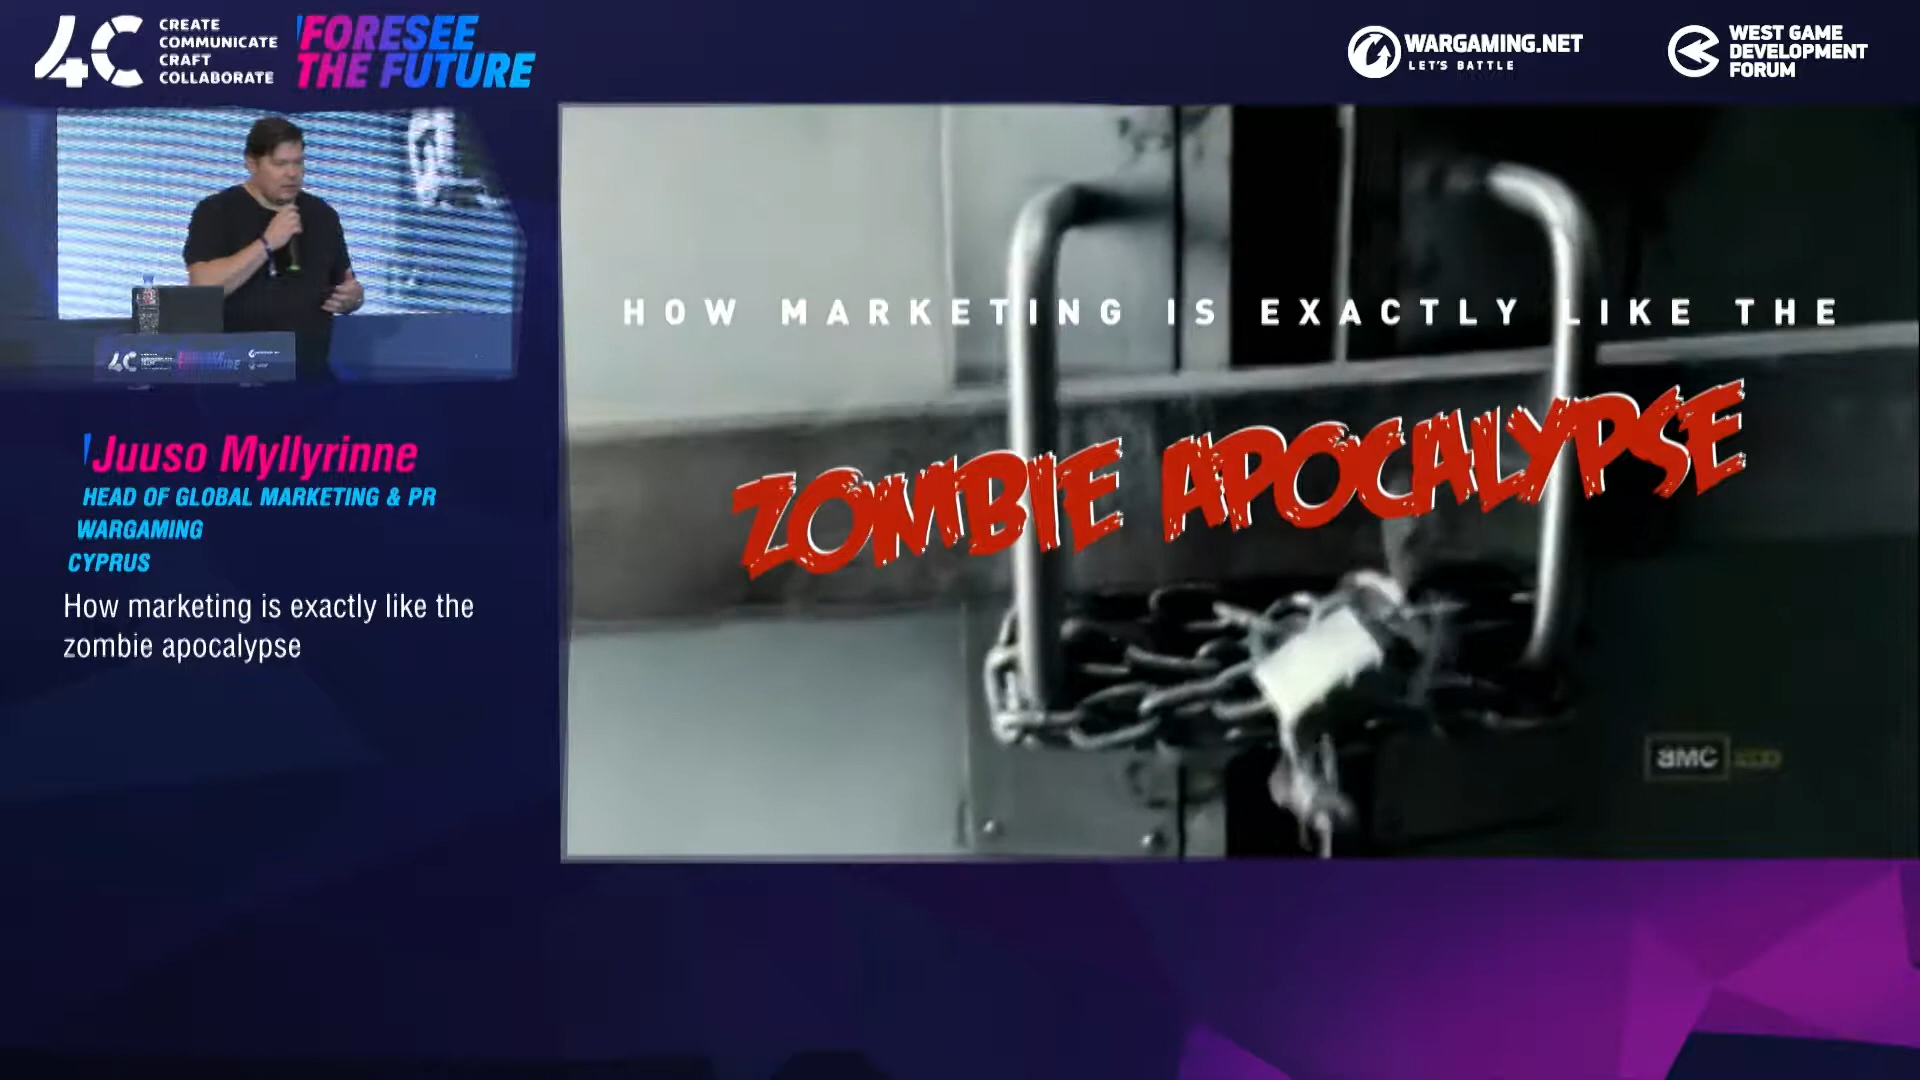 4C
CREATE
COMMUNICATE
CRAFT
COLLABORATE
FORESEE
THE FUTURE
WARGAMING.NET
LET'S BATTLE
WEST GAME
DEVELOPMENT
FORUM
4C
FORESEE
Juuso Myllyrinne
HEAD OF GLOBAL MARKETING & PR
WARGAMING
CYPRUS
How marketing is exactly like the
zombie apocalypse
HOW MARKETING IS EXACTLY LIKE THE
ZOMBIE APOCALYPSE
aMC